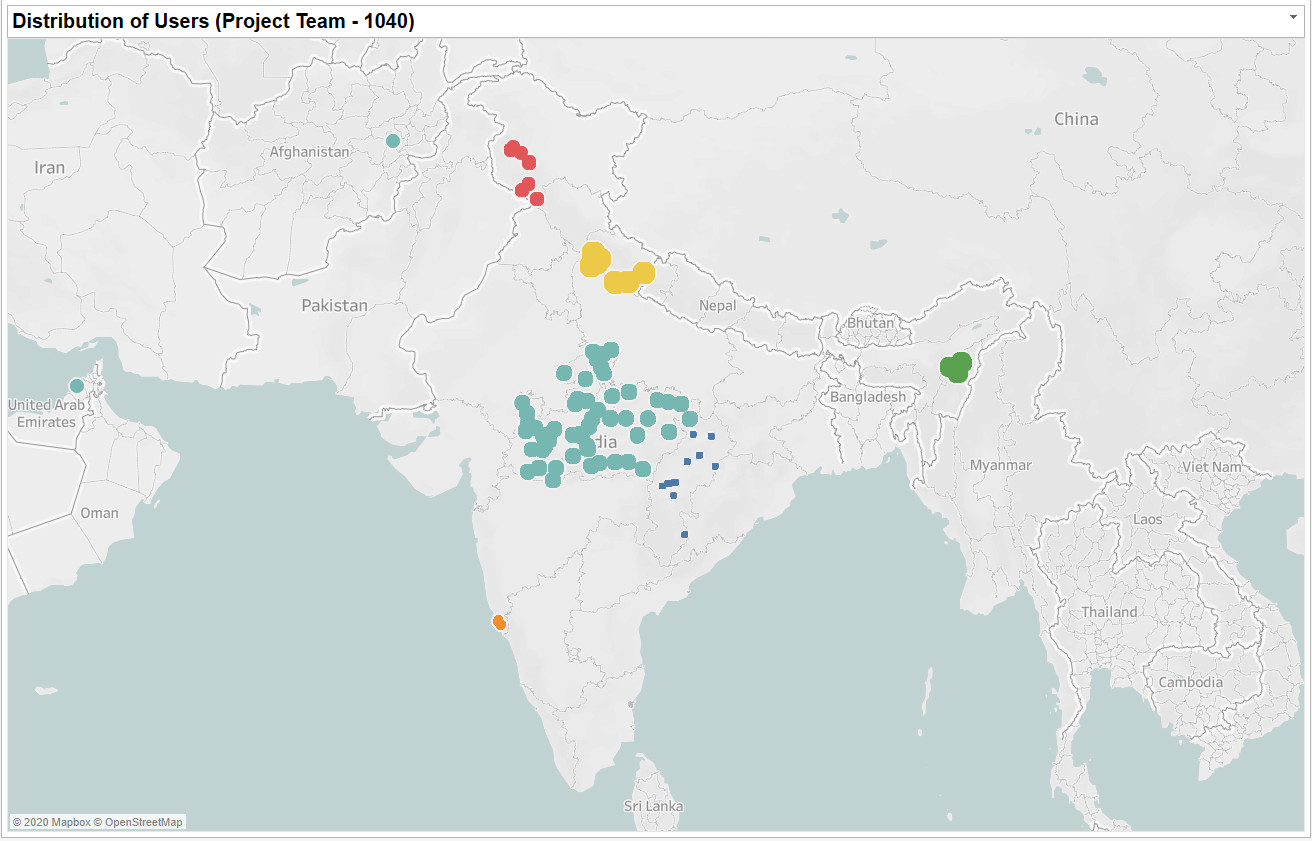 Distribution of Users (Project Team - 1040)
China
Afghanistan
Iran
Pakistan
Nepal
Bhutan
United Arab
Emirates
Bangladesh
dia
Myanmar
Viet Nam
Oman
Laos
Thailand
Cambodia
Sri Lanka
© 2020 Mapbox © OpenStreetMap